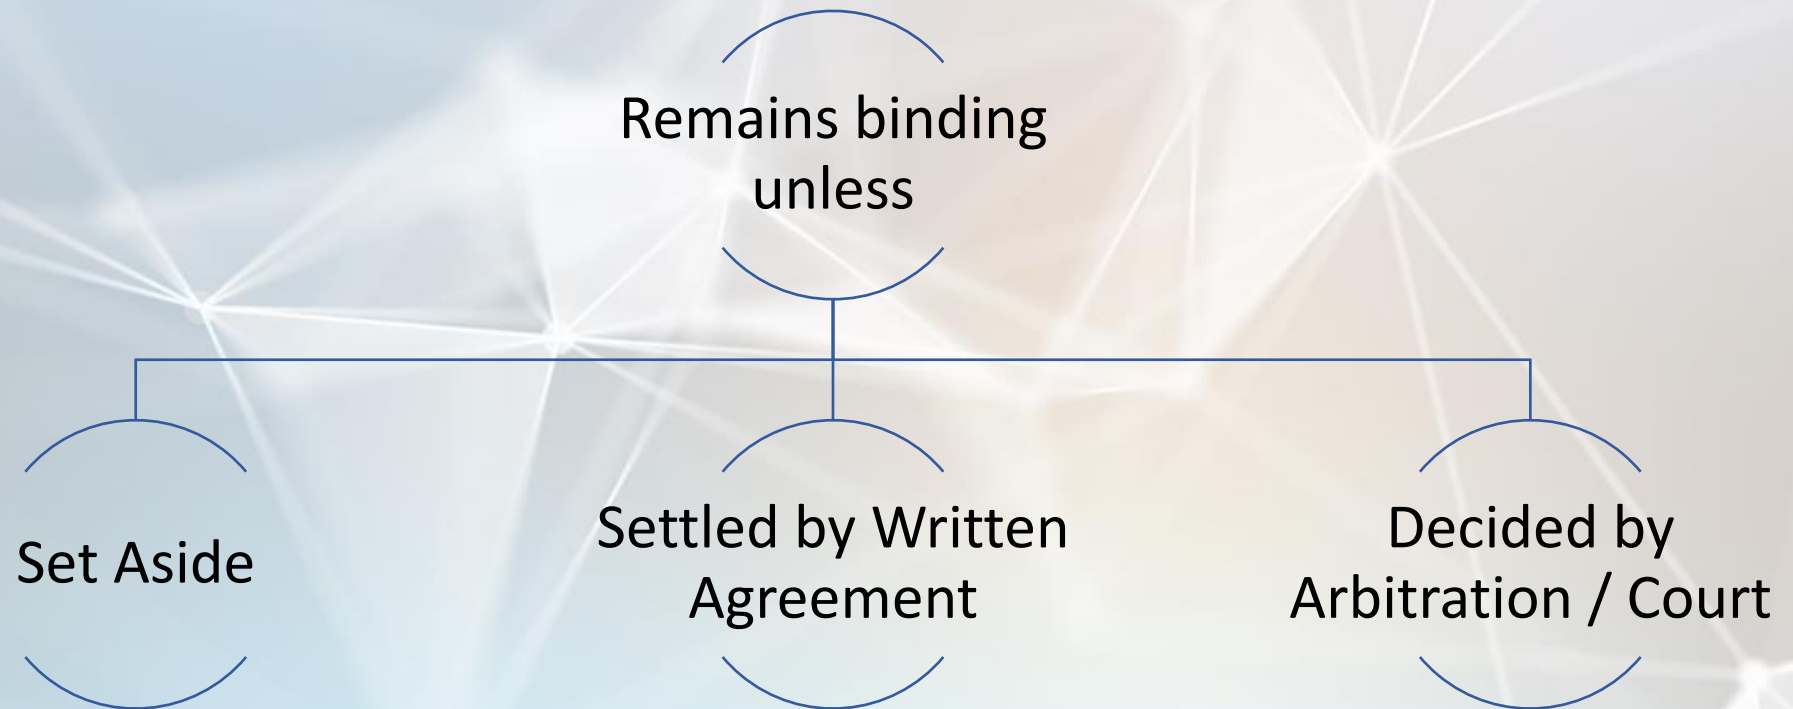 Remains binding
unless
Set Aside
Settled by Written
Agreement
Decided by
Arbitration / Court